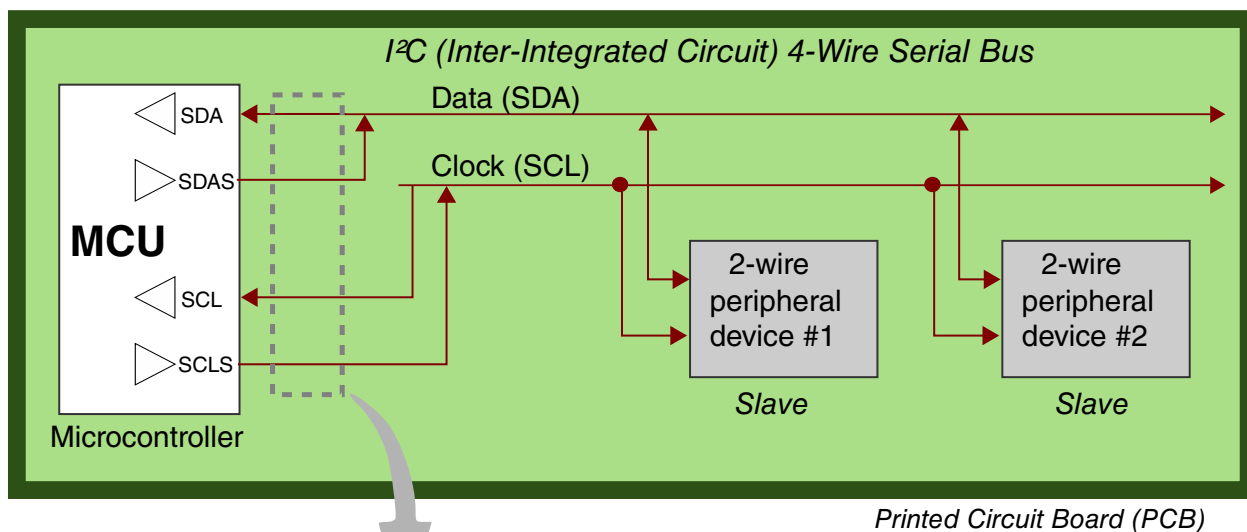 I²C (Inter-Integrated Circuit) 4-Wire Serial Bus
SDA
Data (SDA)
SDAS
Clock (SCL)
MCU
SCL
SCLS
Microcontroller
2-wire
peripheral
device #1
Slave
2-wire
peripheral
device #2
Slave
Printed Circuit Board (PCB)